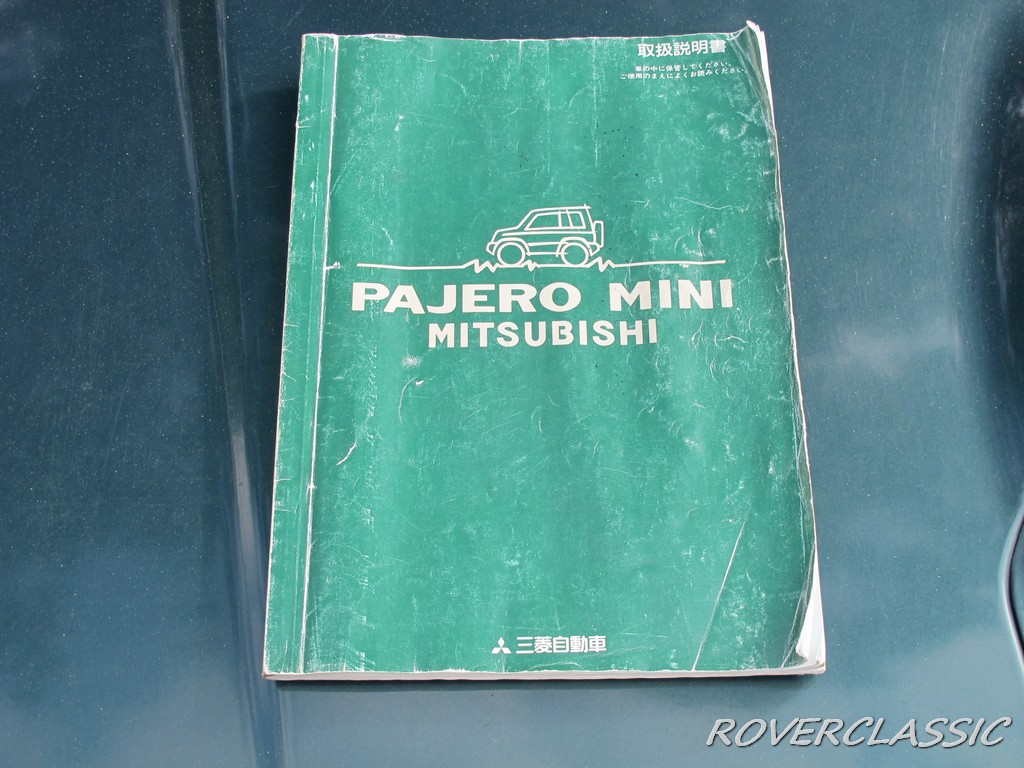 取扱説明書
車の中に保管してください。
ご使用のまえによくお読みください。
PAJERO MINI
MITSUBISHI
三菱自動車
ROVERCLASSIC